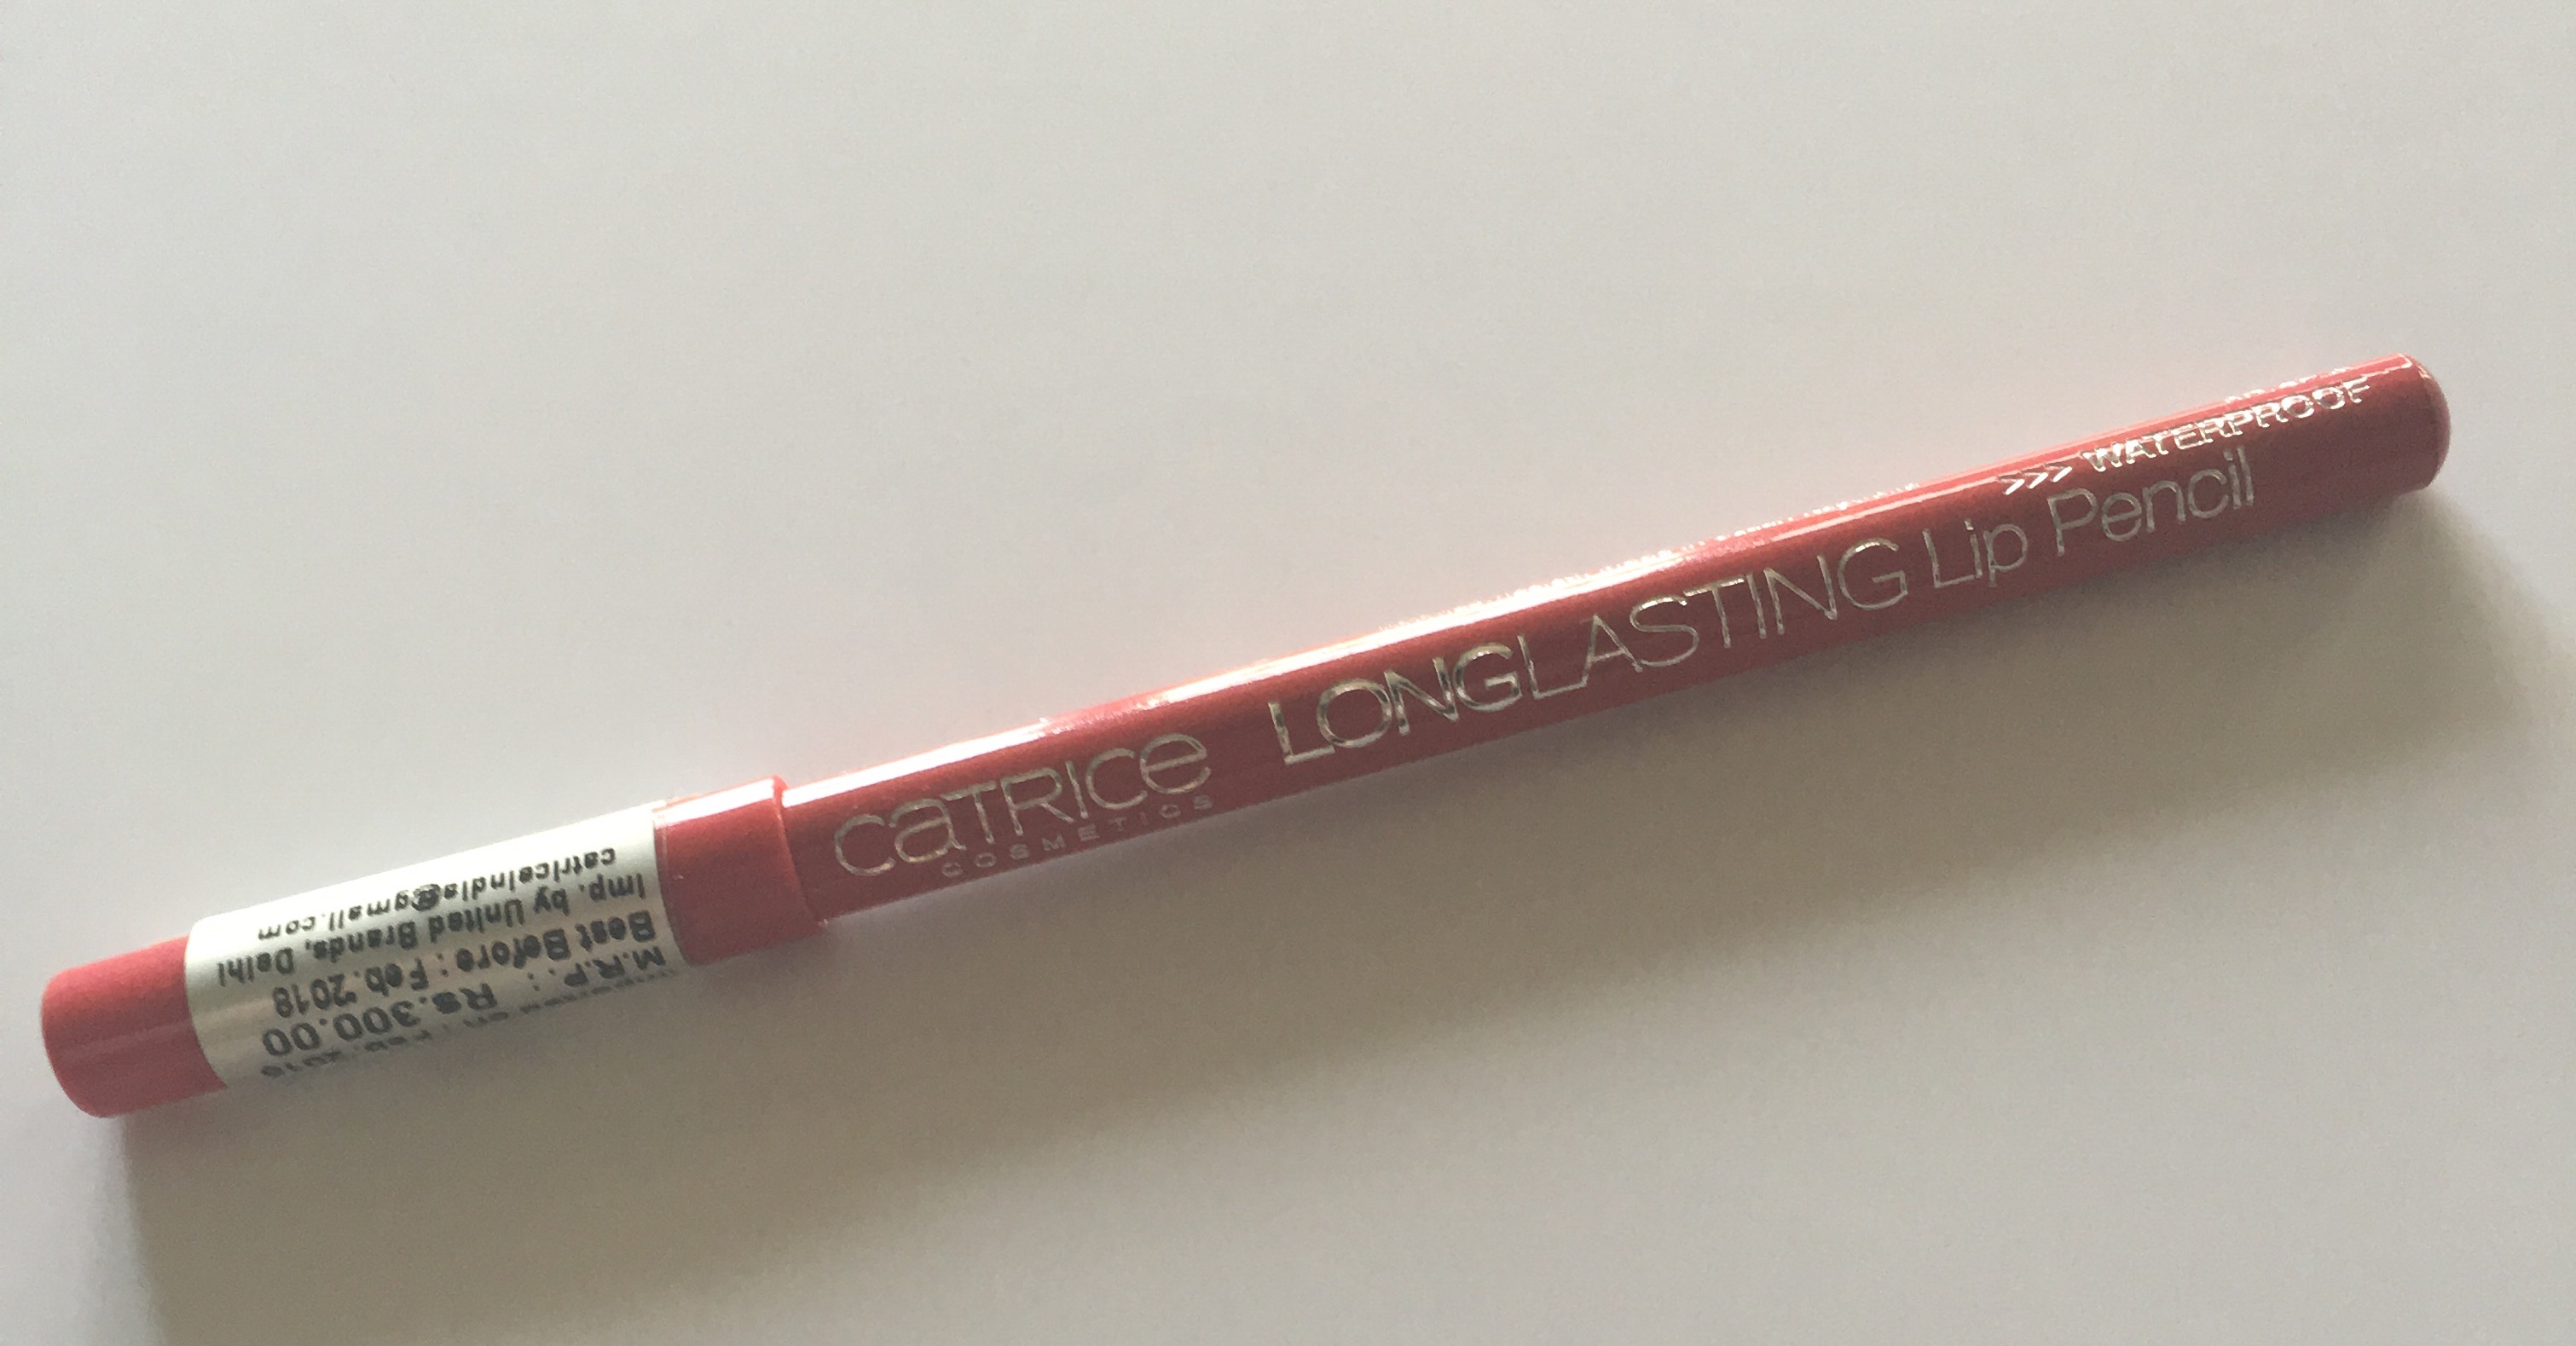 CATRICE
COSMETICS
LONGLASTING Lip Pencil
>>> WATERPROOF
M.R.P. : Rs.300.00
Best Before : Feb.2018
Imp. by United Brands, Delhi
catriceindia@gmail.com